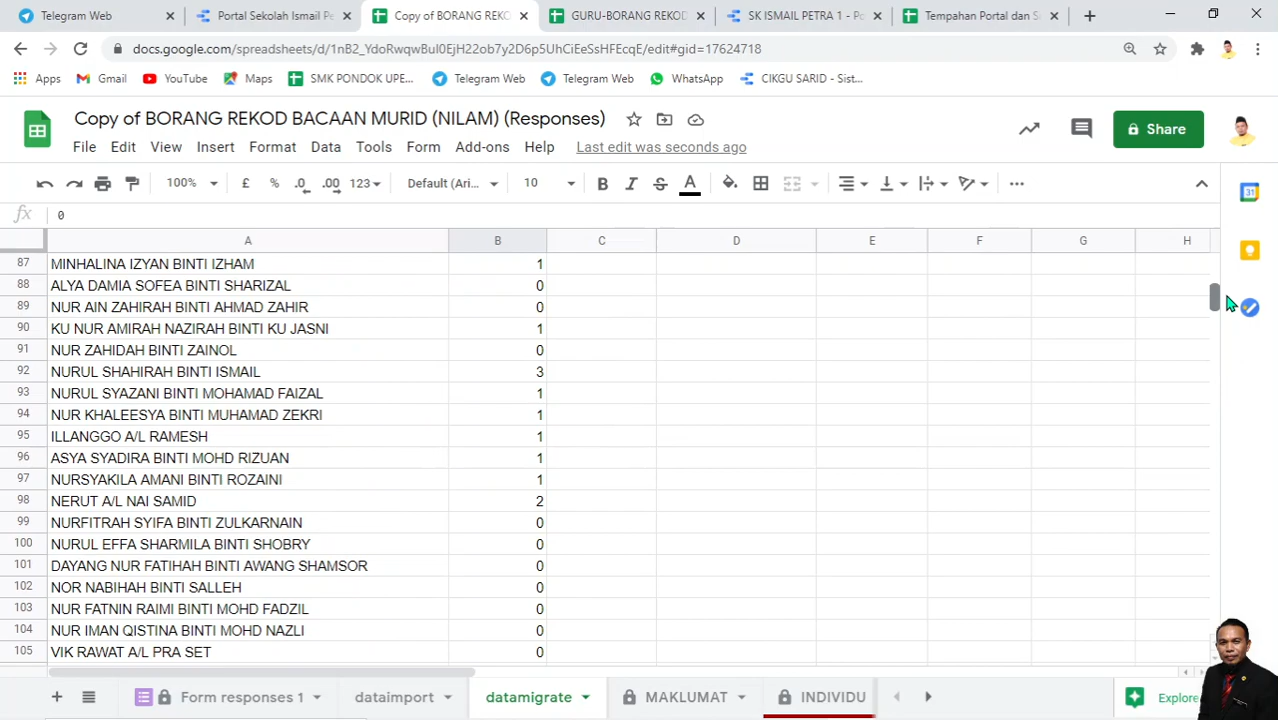 Telegram Web
Portal Sekolah Ismail Pe
Copy of BORANG REKO
GURU-BORANG REKOD
SK ISMAIL PETRA 1 - Po
Tempahan Portal dan S
docs.google.com/spreadsheets/d/1nB2_YdoRwqwBuI0EjH22ob7y2D6p5UhCiEeSsHFEcqE/edit#gid=17624718
Apps
Gmail
YouTube
Maps
SMK PONDOK UPE...
Telegram Web
Telegram Web
WhatsApp
CIKGU SARID - Sist...
Copy of BORANG REKOD BACAAN MURID (NILAM) (Responses)
Share
File Edit View Insert Format Data Tools Form Add-ons Help Last edit was seconds ago
100% £ % .0 .00 123 Default (Ari... 10 B I S A
fx 0
A B C D E F G H
87 MINHALINA IZYAN BINTI IZHAM 1
88 ALYA DAMIA SOFEA BINTI SHARIZAL 0
89 NUR AIN ZAHIRAH BINTI AHMAD ZAHIR 0
90 KU NUR AMIRAH NAZIRAH BINTI KU JASNI 1
91 NUR ZAHIDAH BINTI ZAINOL 0
92 NURUL SHAHIRAH BINTI ISMAIL 3
93 NURUL SYAZANI BINTI MOHAMAD FAIZAL 1
94 NUR KHALEESYA BINTI MUHAMAD ZEKRI 1
95 ILLANGGO A/L RAMESH 1
96 ASYA SYADIRA BINTI MOHD RIZUAN 1
97 NURSYAKILA AMANI BINTI ROZAINI 1
98 NERUT A/L NAI SAMID 2
99 NURFITRAH SYIFA BINTI ZULKARNAIN 0
100 NURUL EFFA SHARMILA BINTI SHOBRY 0
101 DAYANG NUR FATIHAH BINTI AWANG SHAMSOR 0
102 NOR NABIHAH BINTI SALLEH 0
103 NUR FATNIN RAIMI BINTI MOHD FADZIL 0
104 NUR IMAN QISTINA BINTI MOHD NAZLI 0
105 VIK RAWAT A/L PRA SET 0
Form responses 1 dataimport datamigrate MAKLUMAT INDIVIDU Explore
31